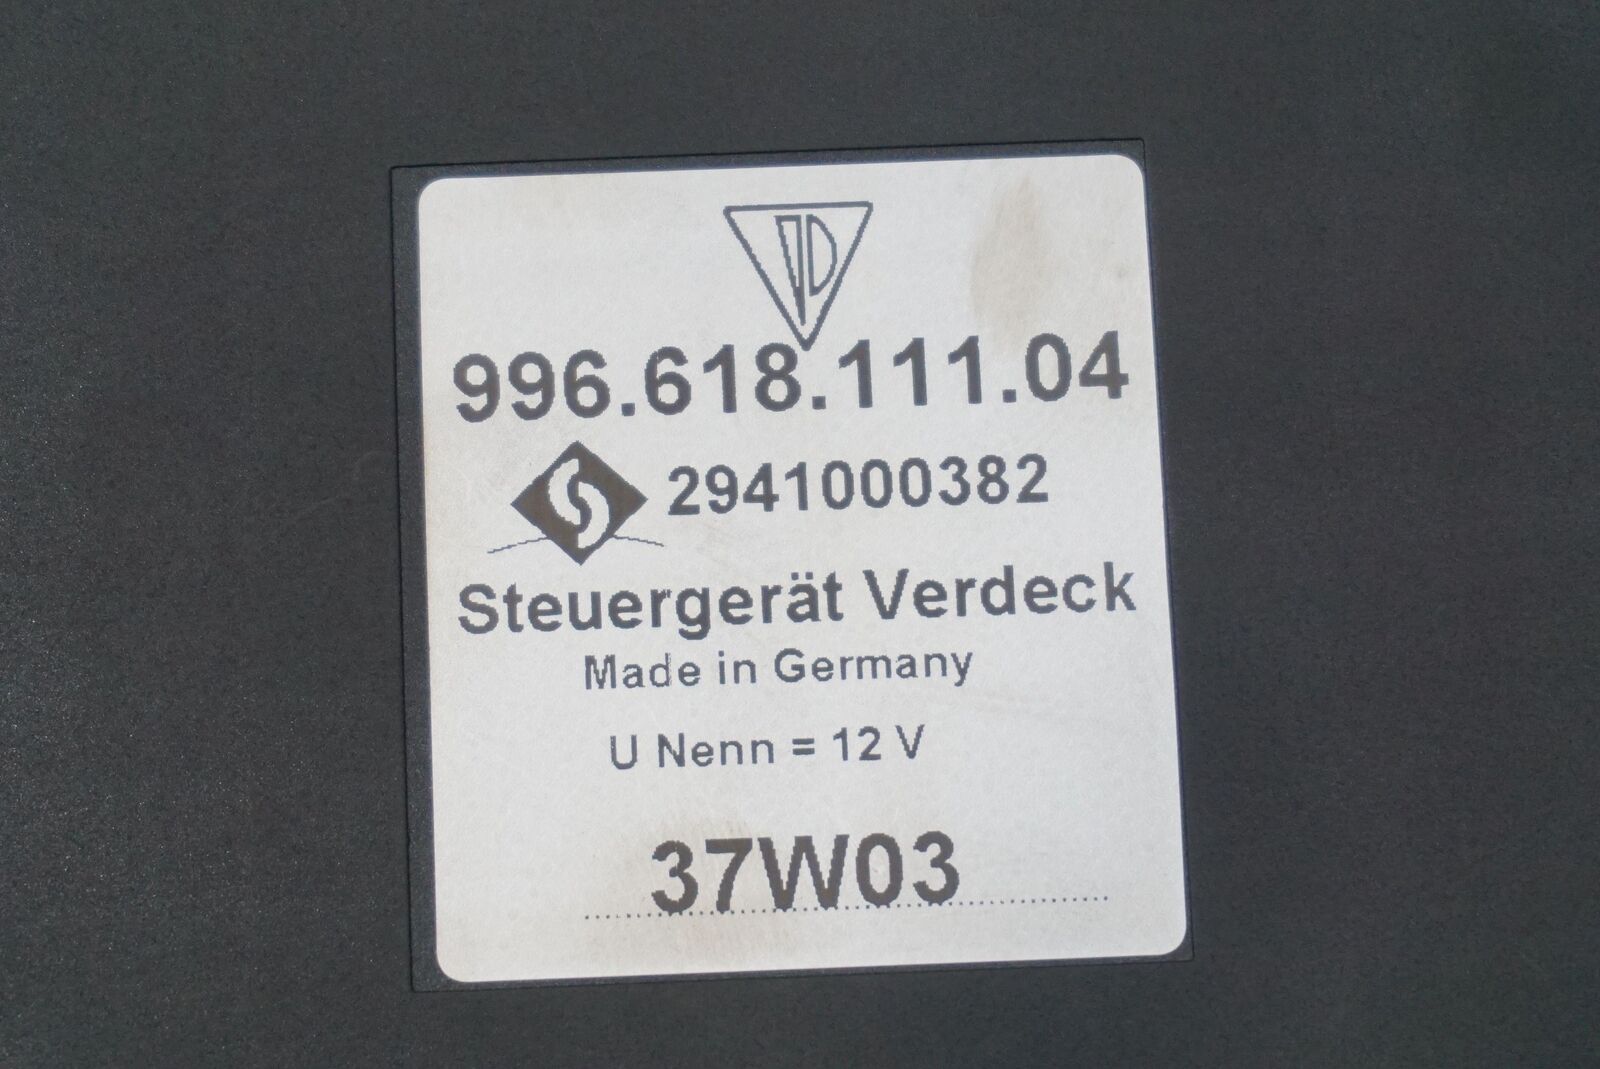 996.618.111.04
2941000382
Steuergerät Verdeck
Made in Germany
U Nenn = 12 V
37W03